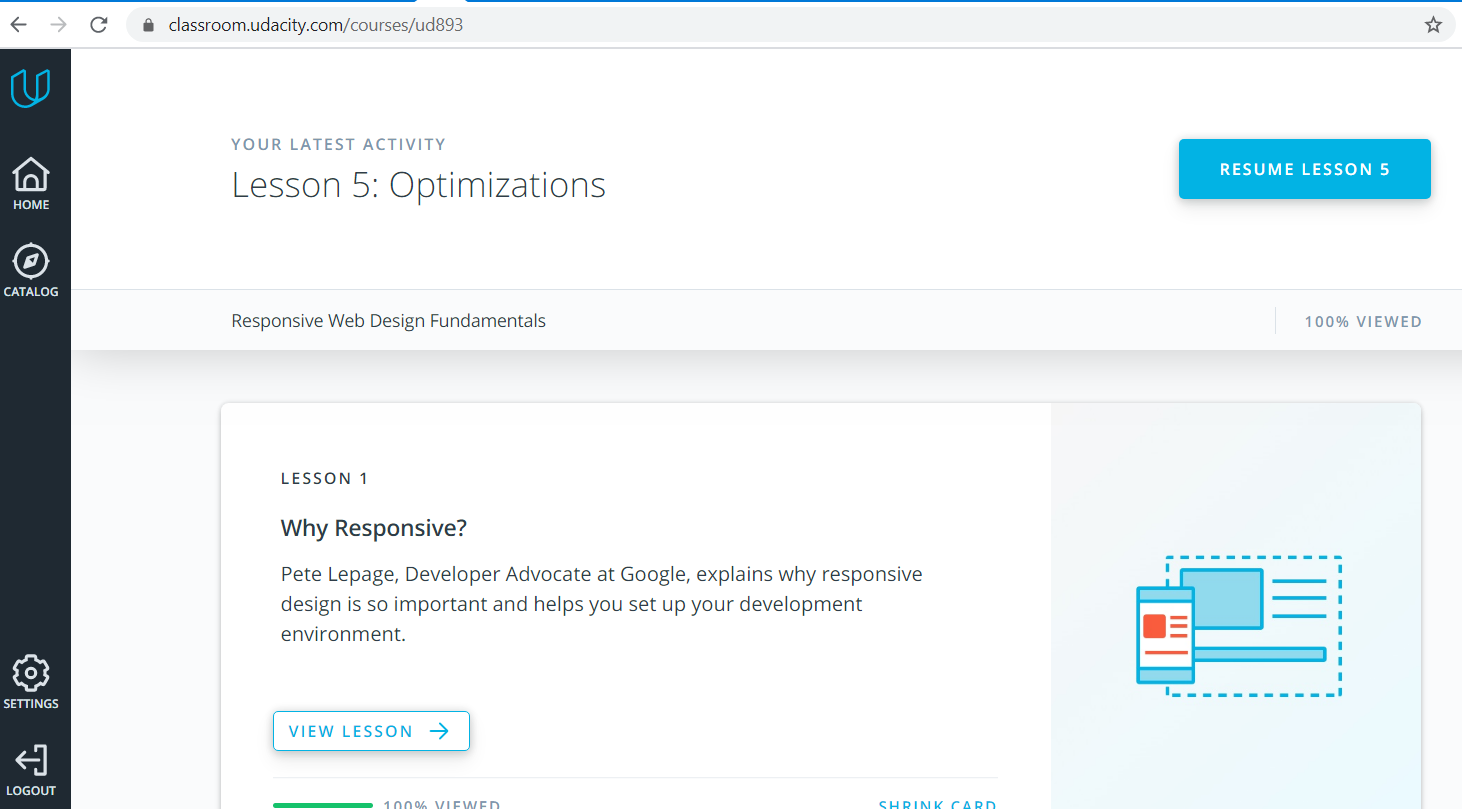 classroom.udacity.com/courses/ud893
HOME
CATALOG
SETTINGS
LOGOUT
YOUR LATEST ACTIVITY
Lesson 5: Optimizations
RESUME LESSON 5
Responsive Web Design Fundamentals
100% VIEWED
LESSON 1
Why Responsive?
Pete Lepage, Developer Advocate at Google, explains why responsive
design is so important and helps you set up your development
environment.
VIEW LESSON
100% VIEWED
SHRINK CARD